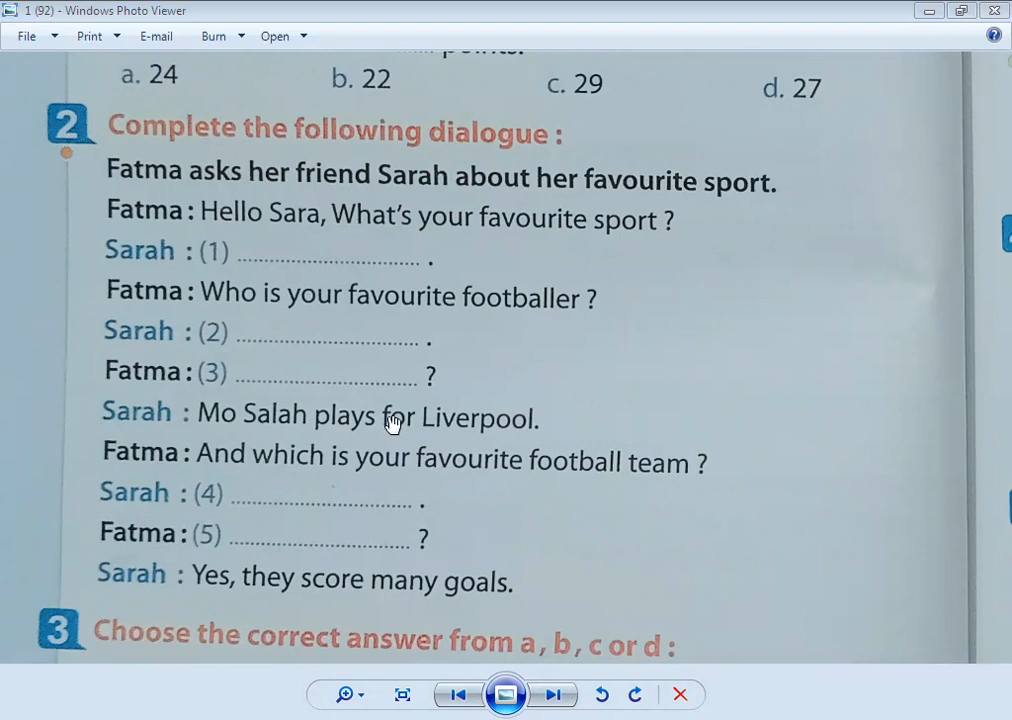 1 (92) - Windows Photo Viewer
File Print E-mail Burn Open
points.
a. 24 b. 22 c. 29 d. 27
2 Complete the following dialogue :
Fatma asks her friend Sarah about her favourite sport.
Fatma : Hello Sara, What's your favourite sport ?
Sarah : (1) ................................ .
Fatma : Who is your favourite footballer ?
Sarah : (2) ................................ .
Fatma : (3) ................................ ?
Sarah : Mo Salah plays for Liverpool.
Fatma : And which is your favourite football team ?
Sarah : (4) ................................ .
Fatma : (5) ................................ ?
Sarah : Yes, they score many goals.
3 Choose the correct answer from a, b, c or d :